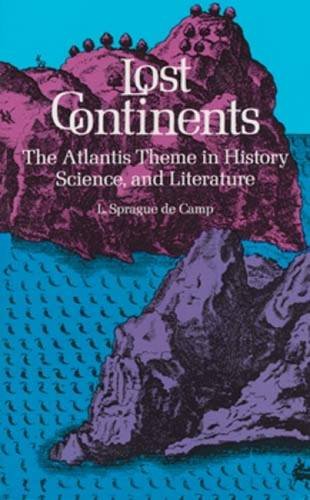 Lost
Continents
The Atlantis Theme in History
Science, and Literature
L. Sprague de Camp